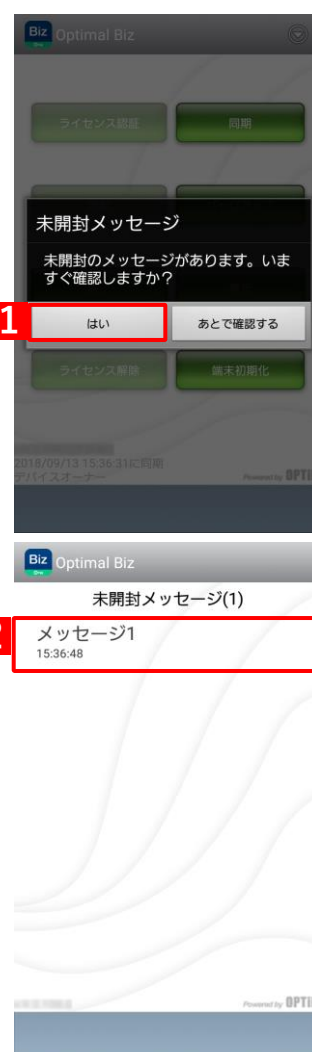 Biz Optimal Biz
ライセンス認証
同期
未開封メッセージ
未開封のメッセージがあります。いま
すぐ確認しますか?
1
はい
あとで確認する
ライセンス解除
端末初期化
2018/09/13 15:36:31に同期
デバイスオーナー
Powered by OPTI
Biz Optimal Biz
未開封メッセージ(1)
2
メッセージ1
15:36:48
Powered by OPTI